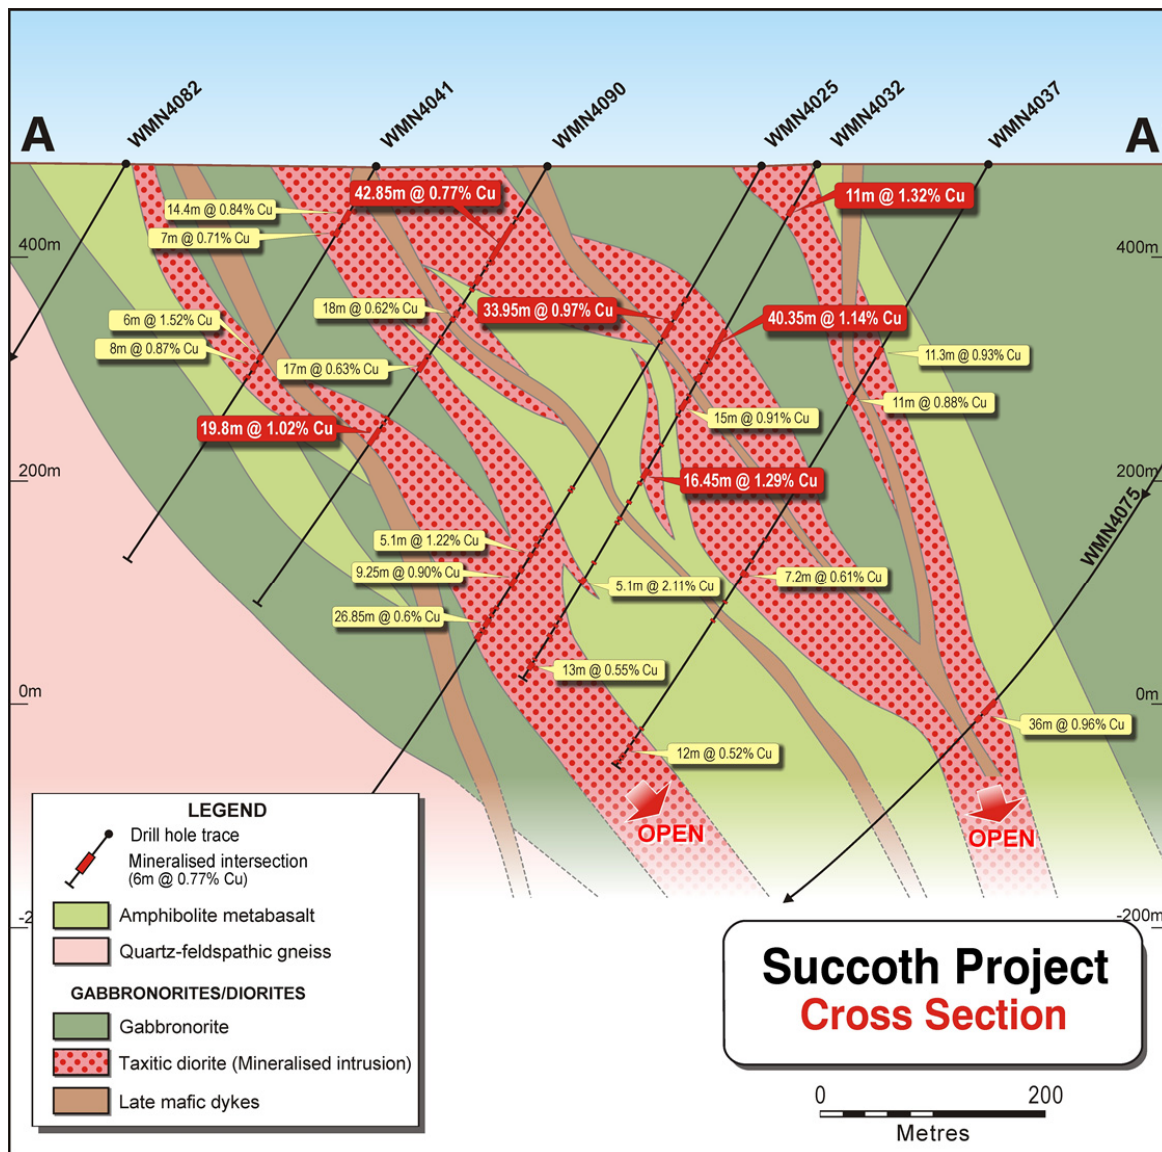 WMN4082
WMN4041
WMN4090
WMN4025
WMN4032
WMN4037
A
A
42.85m @ 0.77% Cu
11m @ 1.32% Cu
14.4m @ 0.84% Cu
7m @ 0.71% Cu
400m
400m
18m @ 0.62% Cu
33.95m @ 0.97% Cu
40.35m @ 1.14% Cu
6m @ 1.52% Cu
8m @ 0.87% Cu
17m @ 0.63% Cu
11.3m @ 0.93% Cu
11m @ 0.88% Cu
15m @ 0.91% Cu
19.8m @ 1.02% Cu
200m
200m
16.45m @ 1.29% Cu
WMN4075
5.1m @ 1.22% Cu
9.25m @ 0.90% Cu
5.1m @ 2.11% Cu
7.2m @ 0.61% Cu
26.85m @ 0.6% Cu
13m @ 0.55% Cu
0m
0m
36m @ 0.96% Cu
12m @ 0.52% Cu
OPEN
OPEN
LEGEND
Drill hole trace
Mineralised intersection
(6m @ 0.77% Cu)
Amphibolite metabasalt
Quartz-feldspathic gneiss
GABBRONORITES/DIORITES
Gabbronorite
Taxitic diorite (Mineralised intrusion)
Late mafic dykes
-200m
Succoth Project
Cross Section
0 200
Metres